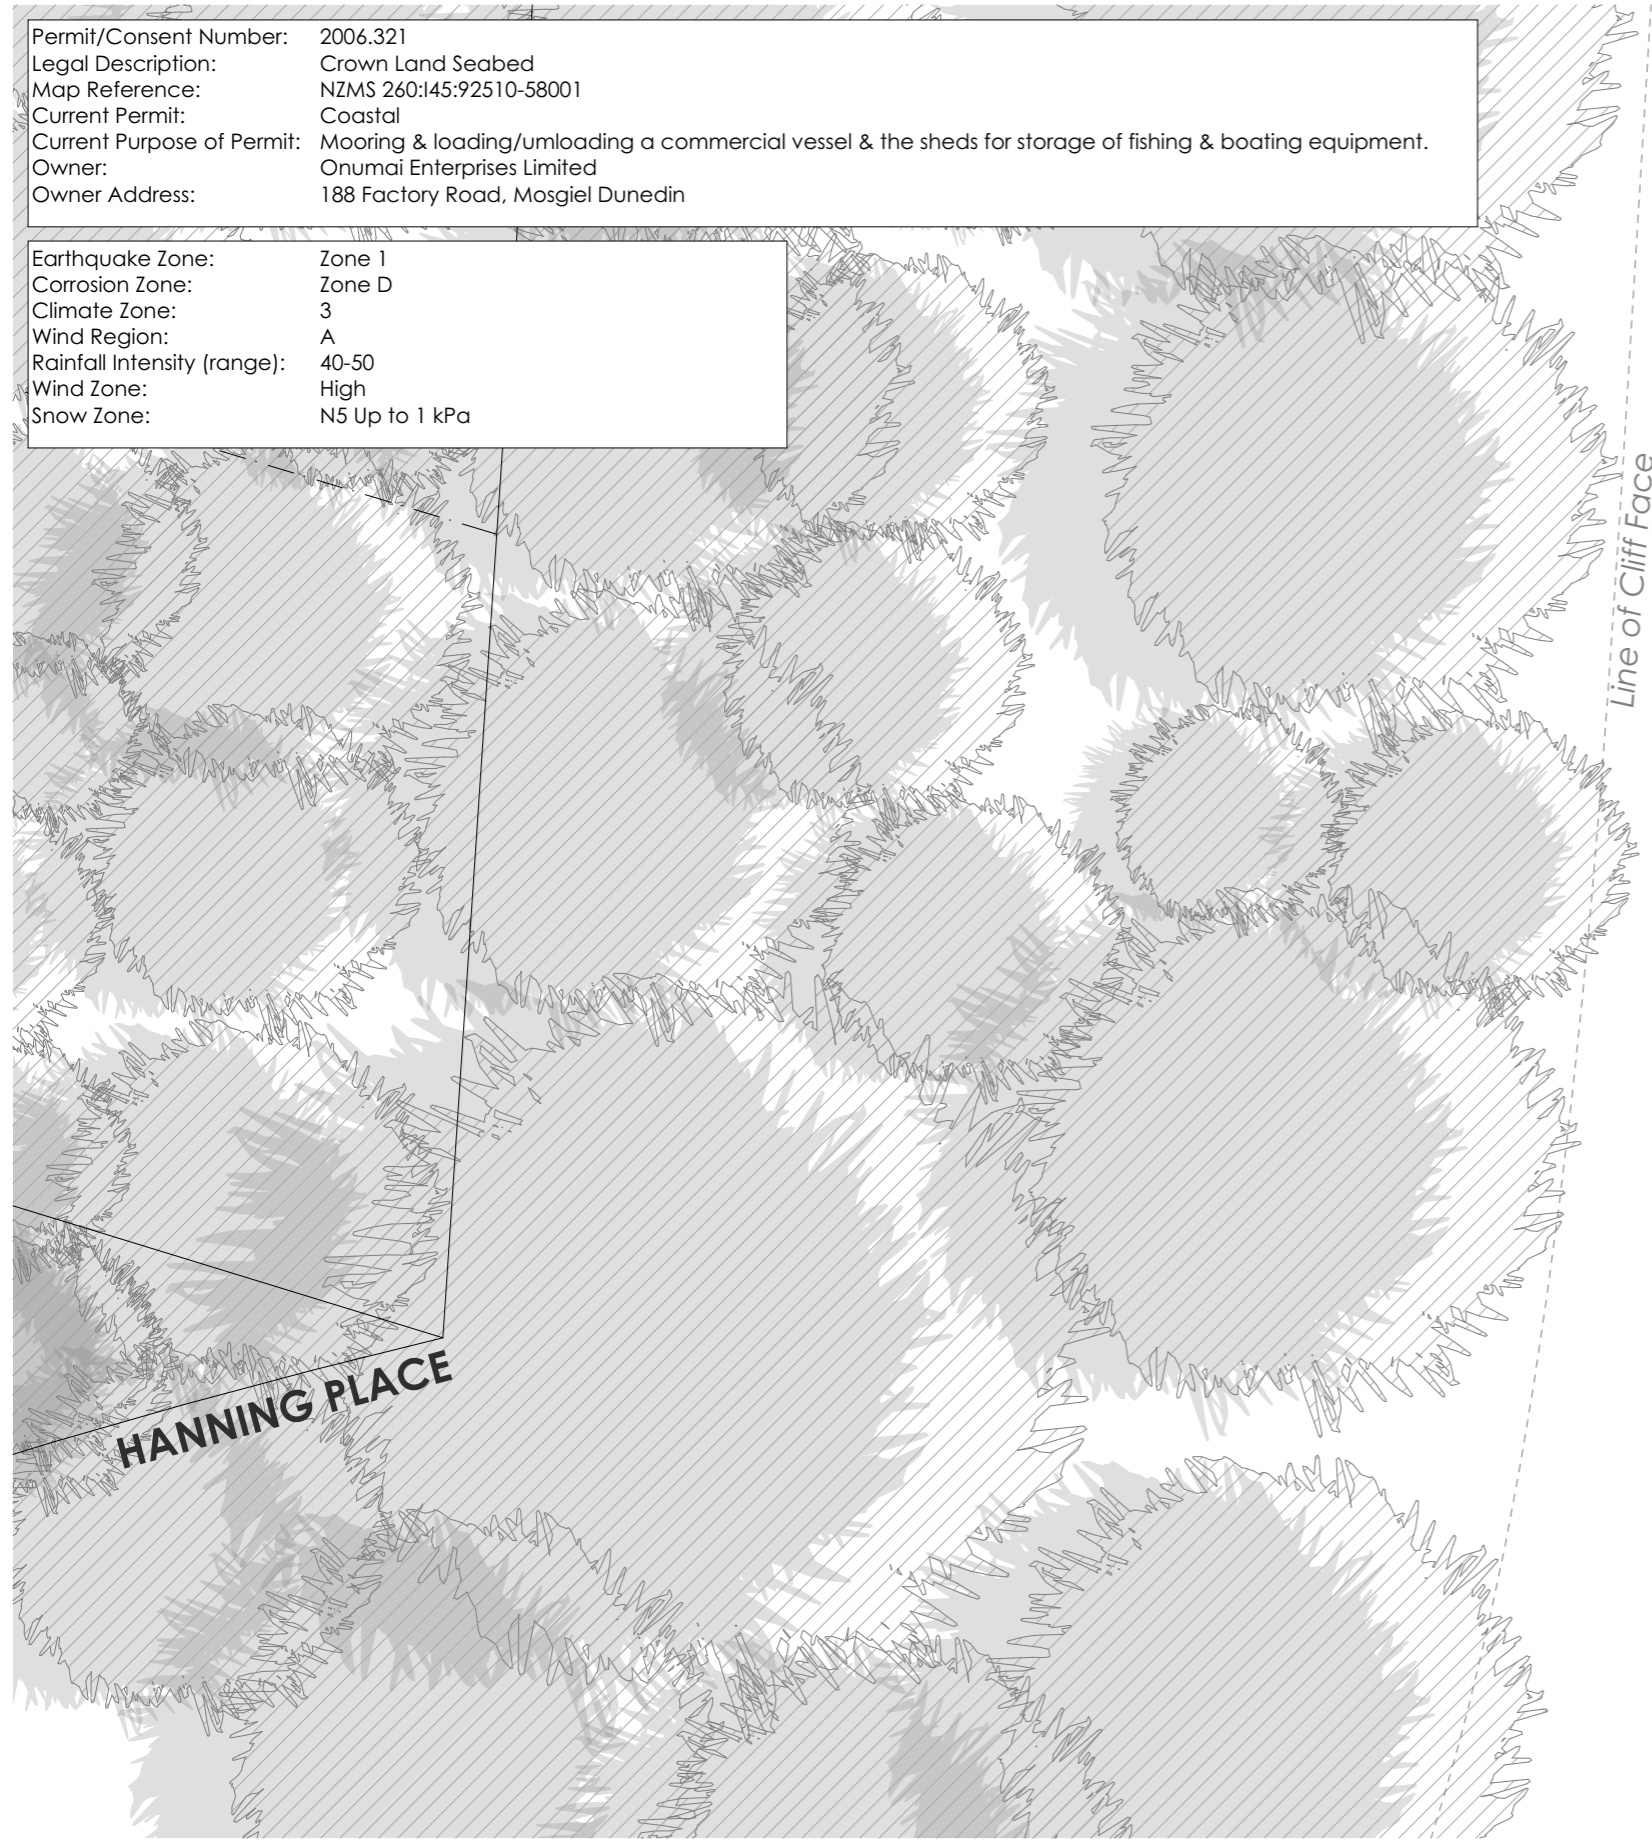 Permit/Consent Number: 2006.321
Legal Description: Crown Land Seabed
Map Reference: NZMS 260:I45:92510-58001
Current Permit: Coastal
Current Purpose of Permit: Mooring & loading/umloading a commercial vessel & the sheds for storage of fishing & boating equipment.
Owner: Onumai Enterprises Limited
Owner Address: 188 Factory Road, Mosgiel Dunedin
Earthquake Zone: Zone 1
Corrosion Zone: Zone D
Climate Zone: 3
Wind Region: A
Rainfall Intensity (range): 40-50
Wind Zone: High
Snow Zone: N5 Up to 1 kPa
Line of Cliff Face
HANNING PLACE